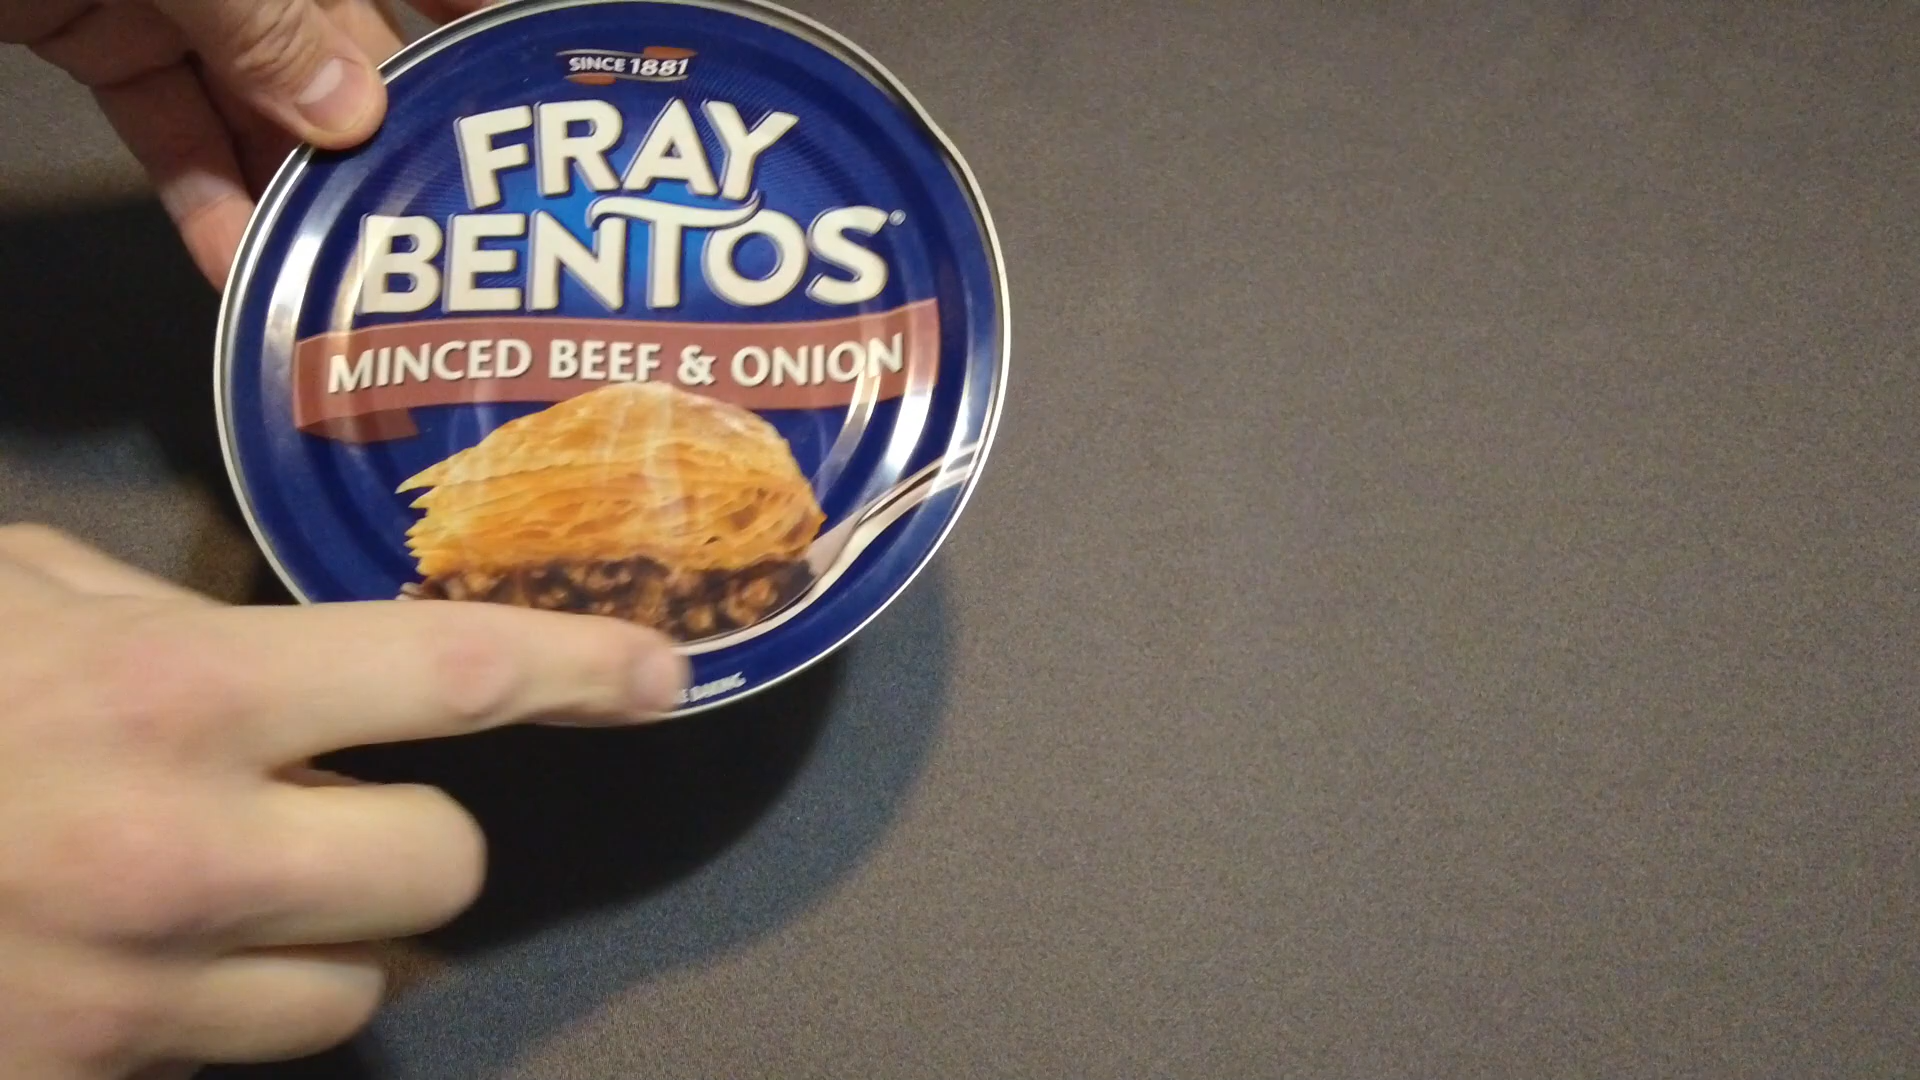 SINCE 1881
FRAY
BENTOS®
MINCED BEEF & ONION